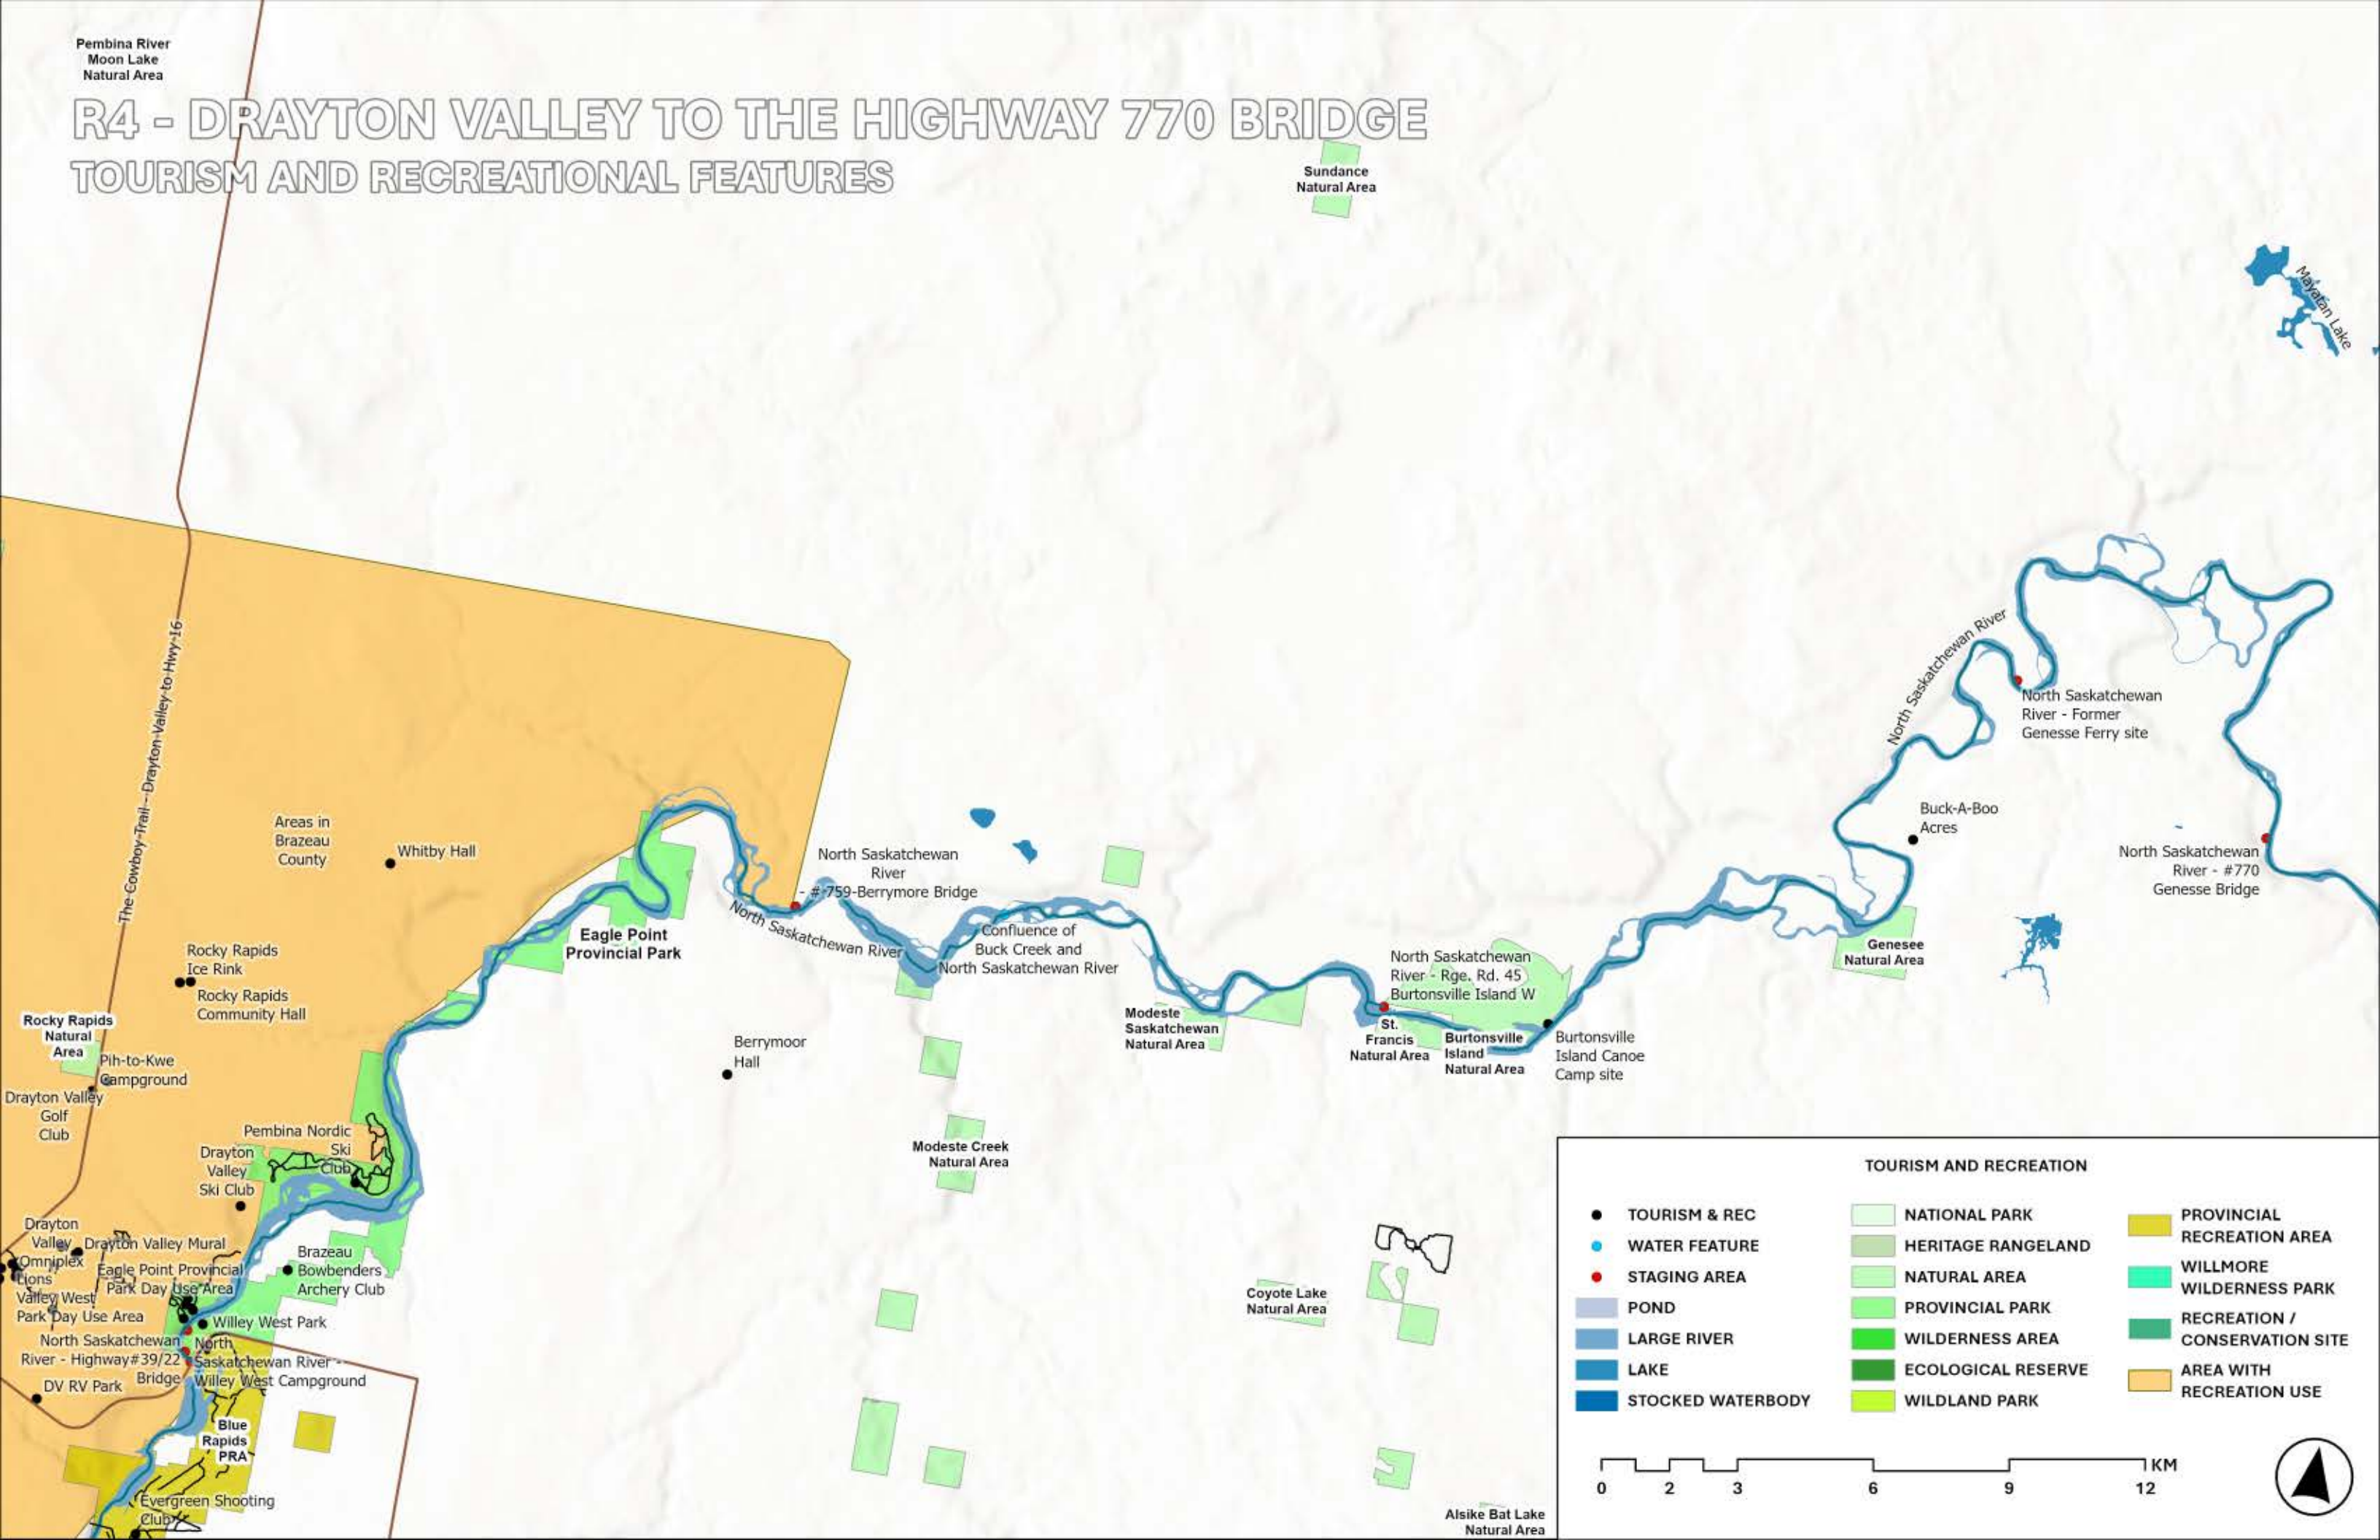 Pembina River
Moon Lake
Natural Area
R4 - DRAYTON VALLEY TO THE HIGHWAY 770 BRIDGE
TOURISM AND RECREATIONAL FEATURES
Sundance
Natural Area
Mayatan Lake
The Cowboy Trail - Drayton Valley to Hwy 16
North Saskatchewan River
North Saskatchewan
River - Former
Genesse Ferry site
Buck-A-Boo
Acres
North Saskatchewan
River - #770
Genesse Bridge
Areas in
Brazeau
County
Whitby Hall
North Saskatchewan
River
- # 759-Berrymore Bridge
North Saskatchewan River
Eagle Point
Provincial Park
Confluence of
Buck Creek and
North Saskatchewan River
Genesee
Natural Area
North Saskatchewan
River - Rge. Rd. 45
Burtonsville Island W
Rocky Rapids
Ice Rink
Rocky Rapids
Community Hall
Rocky Rapids
Natural
Area
Modeste
Saskatchewan
Natural Area
St.
Francis
Natural Area
Burtonsville
Island
Natural Area
Burtonsville
Island Canoe
Camp site
Berrymoor
Hall
Pih-to-Kwe
Campground
Drayton Valley
Golf
Club
Pembina Nordic
Ski
Club
Drayton
Valley
Ski Club
Modeste Creek
Natural Area
Drayton
Valley
Omniplex
Drayton Valley Mural
Lions
Valley West
Park Day Use Area
Eagle Point Provincial
Park Day Use Area
Brazeau
Bowbenders
Archery Club
Willey West Park
Coyote Lake
Natural Area
North Saskatchewan
River - Highway#39/22
Bridge
North
Saskatchewan River -
Willey West Campground
DV RV Park
Blue
Rapids
PRA
Evergreen Shooting
Club
Alsike Bat Lake
Natural Area
TOURISM AND RECREATION
TOURISM & REC
WATER FEATURE
STAGING AREA
POND
LARGE RIVER
LAKE
STOCKED WATERBODY
NATIONAL PARK
HERITAGE RANGELAND
NATURAL AREA
PROVINCIAL PARK
WILDERNESS AREA
ECOLOGICAL RESERVE
WILDLAND PARK
PROVINCIAL
RECREATION AREA
WILLMORE
WILDERNESS PARK
RECREATION /
CONSERVATION SITE
AREA WITH
RECREATION USE
KM
0 2 3 6 9 12